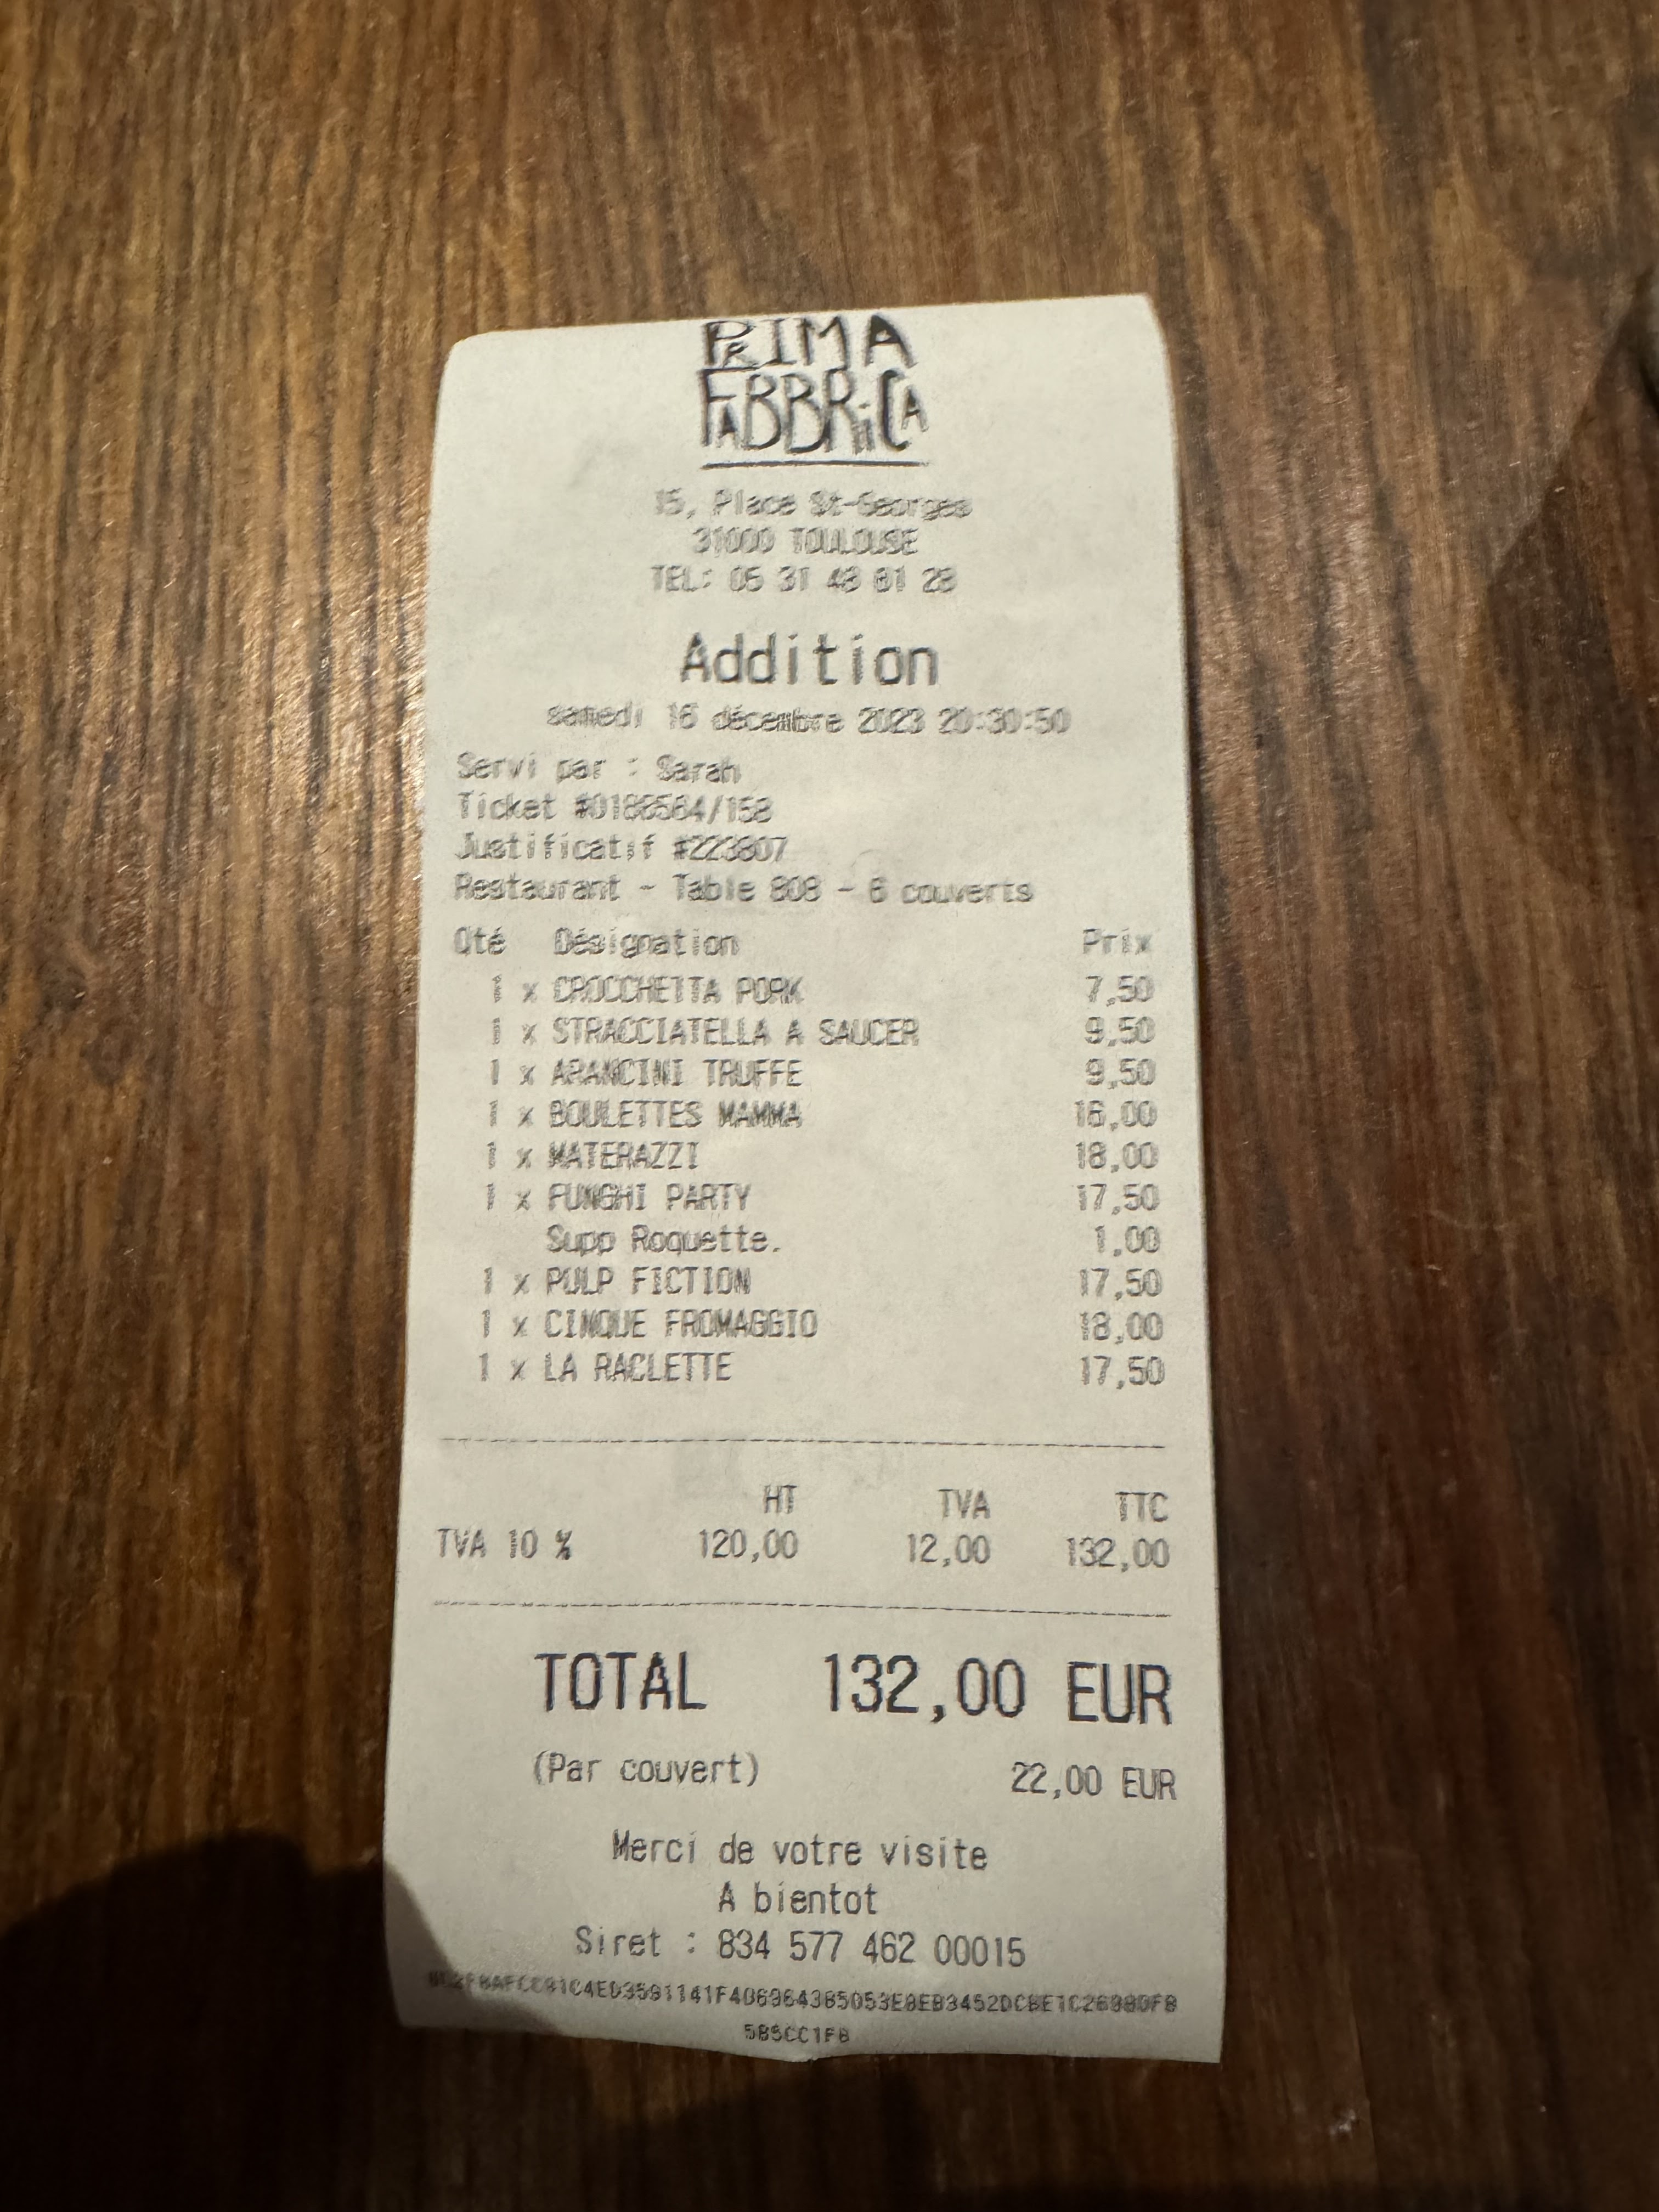 PRIMA
FABBRiCA
15, Place St-Georges
31000 TOULOUSE
TEL: 05 31 48 61 28
Addition
samedi 16 décembre 2023 20:30:50
Servi par : Sarah
Ticket #0188564/158
Justificatif #223807
Restaurant - Table 808 - 6 couverts
Qté Désignation Prix
1 x CROCCHETTA PORK 7,50
1 x STRACCIATELLA A SAUCER 9,50
1 x ARANCINI TRUFFE 9,50
1 x BOULETTES MAMMA 16,00
1 x MATERAZZI 18,00
1 x FUNGHI PARTY 17,50
Supp Roquette. 1,00
1 x PULP FICTION 17,50
1 x CINQUE FROMAGGIO 18,00
1 x LA RACLETTE 17,50
HT TVA TTC
TVA 10 % 120,00 12,00 132,00
TOTAL 132,00 EUR
(Par couvert) 22,00 EUR
Merci de votre visite
A bientot
Siret : 834 577 462 00015
5B5CC1FB